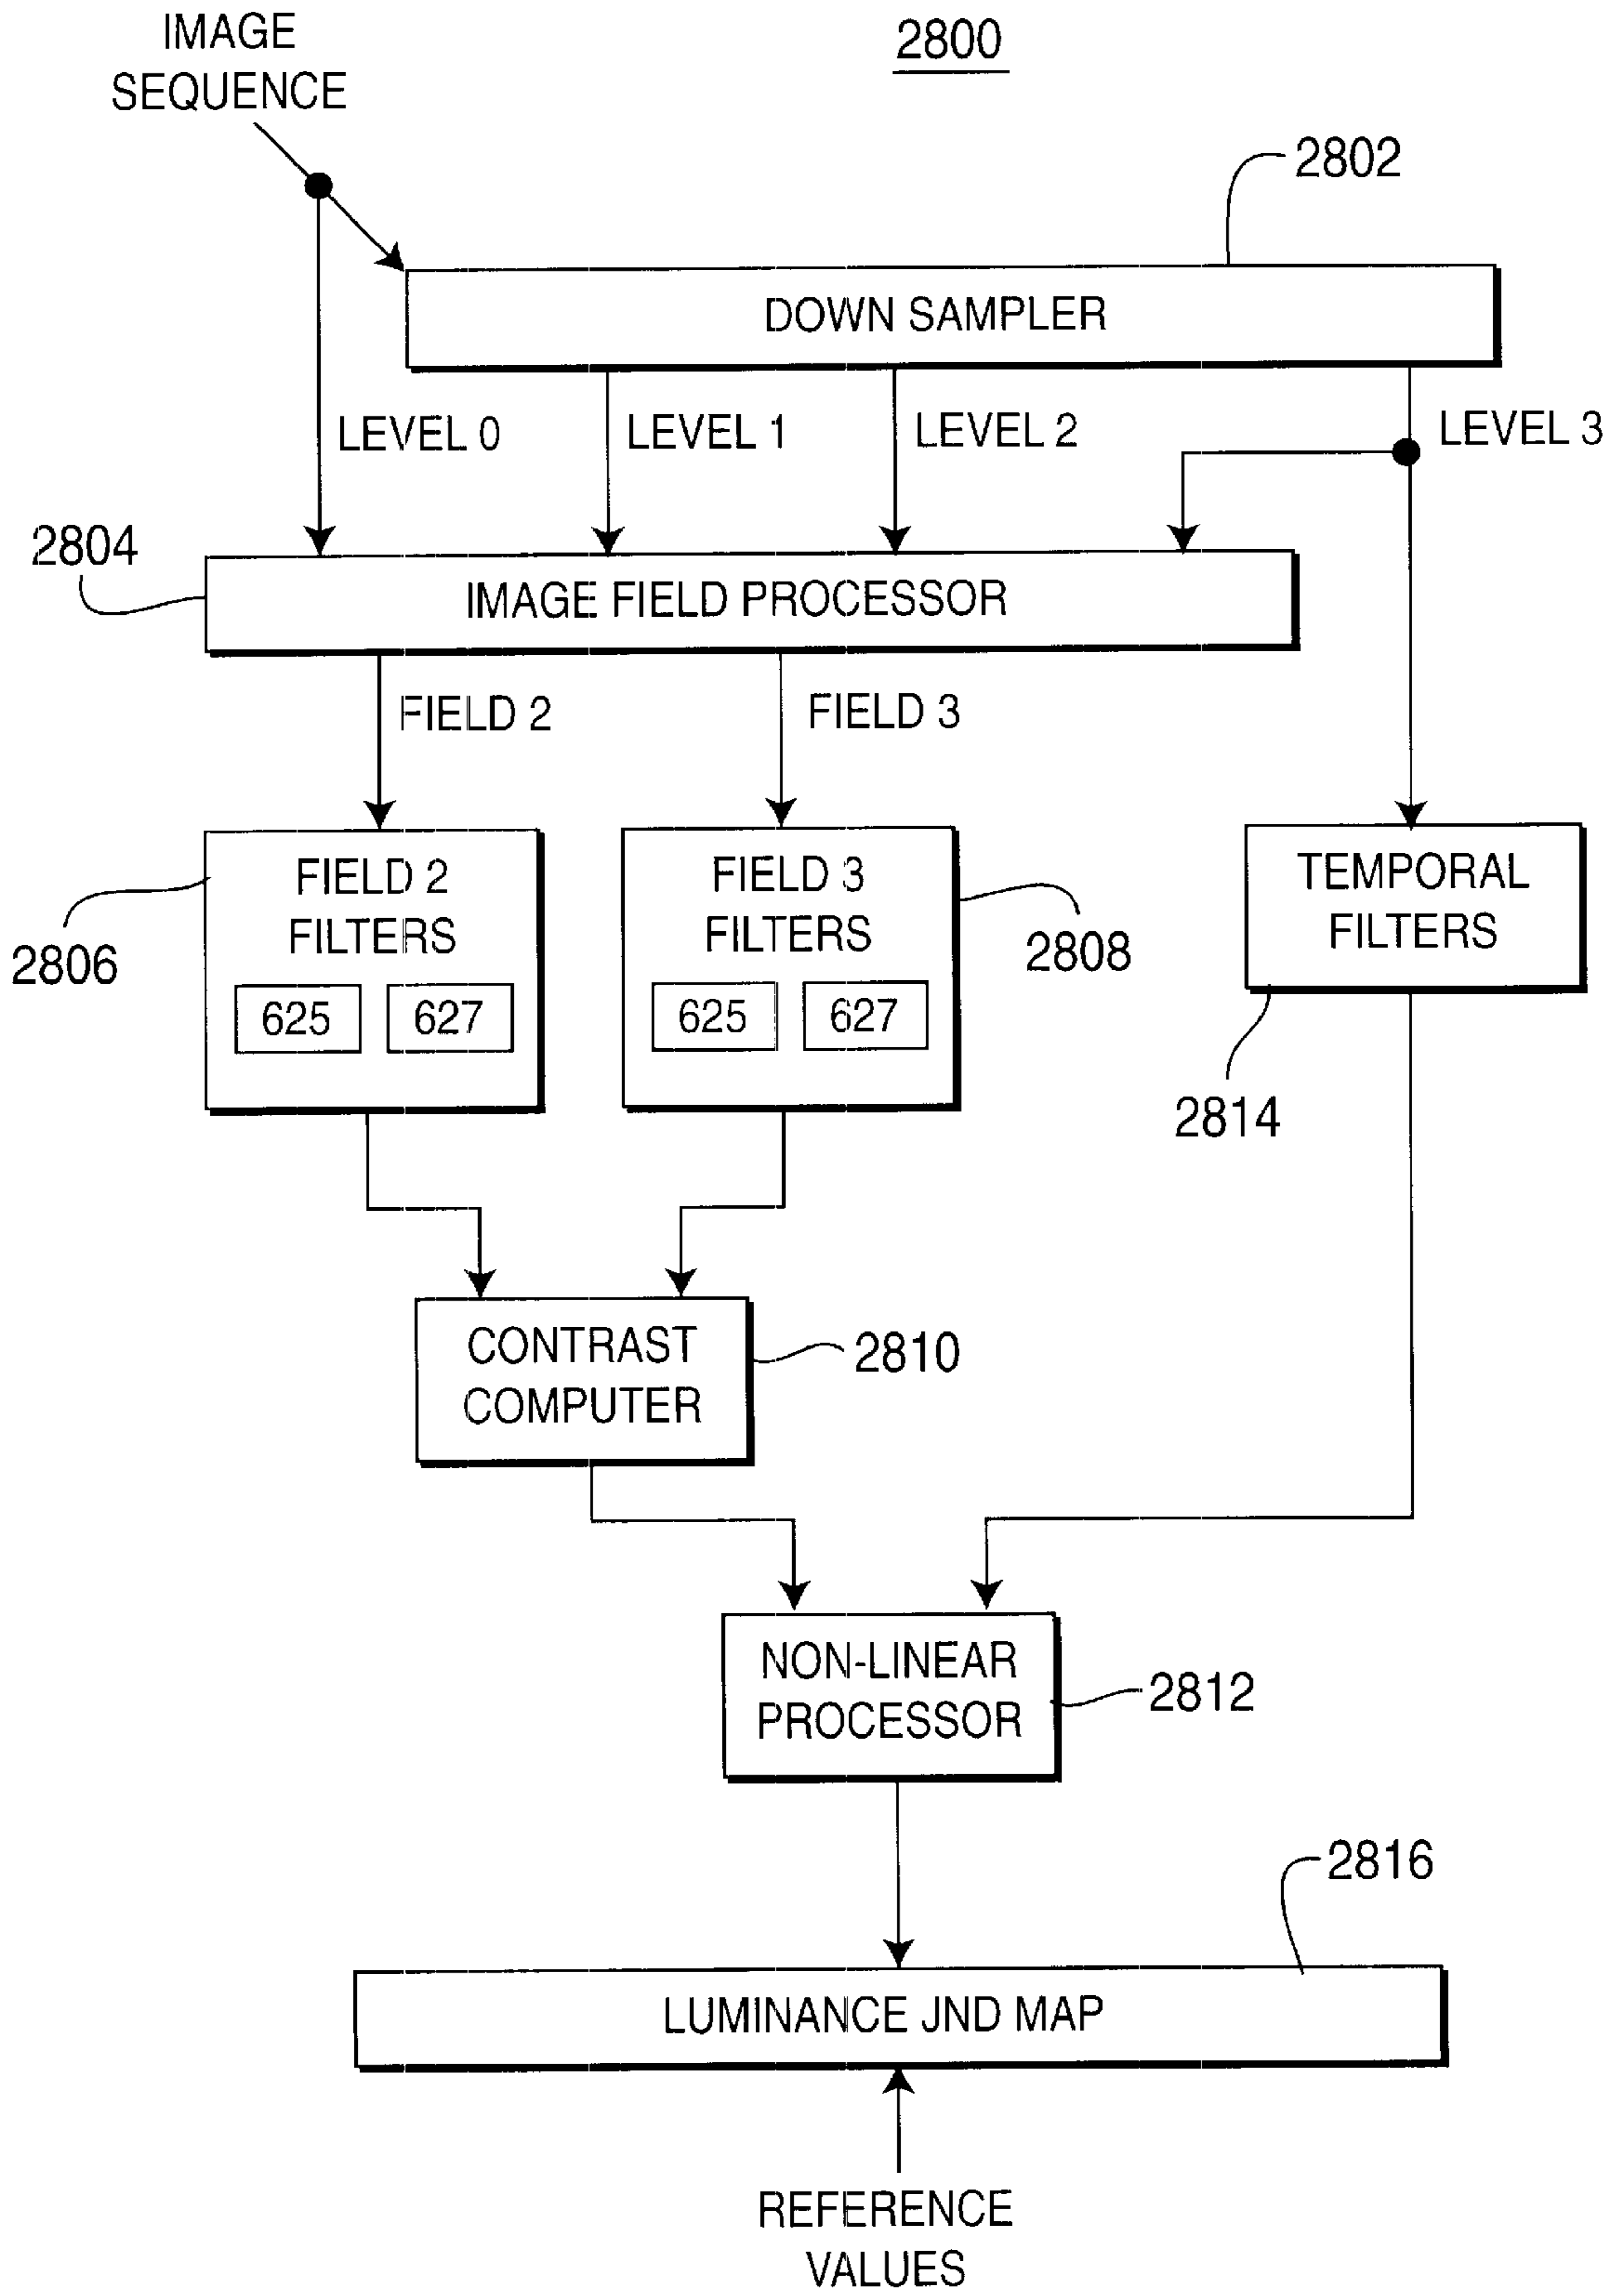 IMAGE
SEQUENCE
2800
2802
DOWN SAMPLER
LEVEL 0
LEVEL 1
LEVEL 2
LEVEL 3
2804
IMAGE FIELD PROCESSOR
FIELD 2
FIELD 3
FIELD 2
FILTERS
625
627
2806
FIELD 3
FILTERS
625
627
2808
TEMPORAL
FILTERS
2814
CONTRAST
COMPUTER
2810
NON-LINEAR
PROCESSOR
2812
2816
LUMINANCE JND MAP
REFERENCE
VALUES